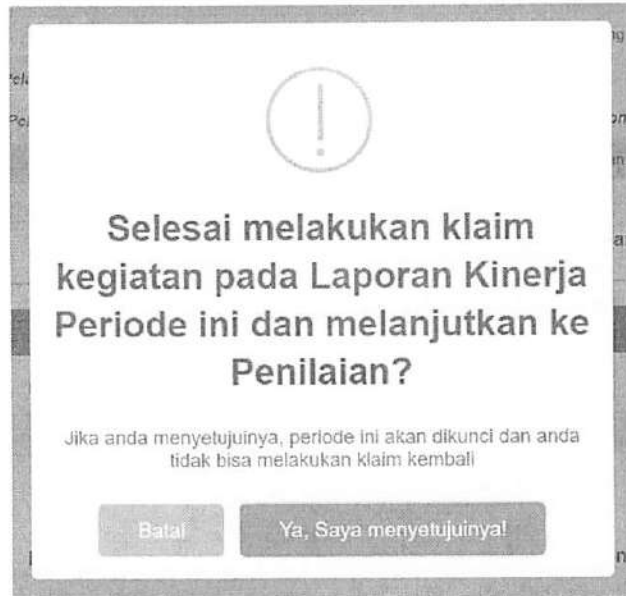 Selesai melakukan klaim
kegiatan pada Laporan Kinerja
Periode ini dan melanjutkan ke
Penilaian?
Jika anda menyetujuinya, periode ini akan dikunci dan anda
tidak bisa melakukan klaim kembali
Batal
Ya, Saya menyetujuinya!